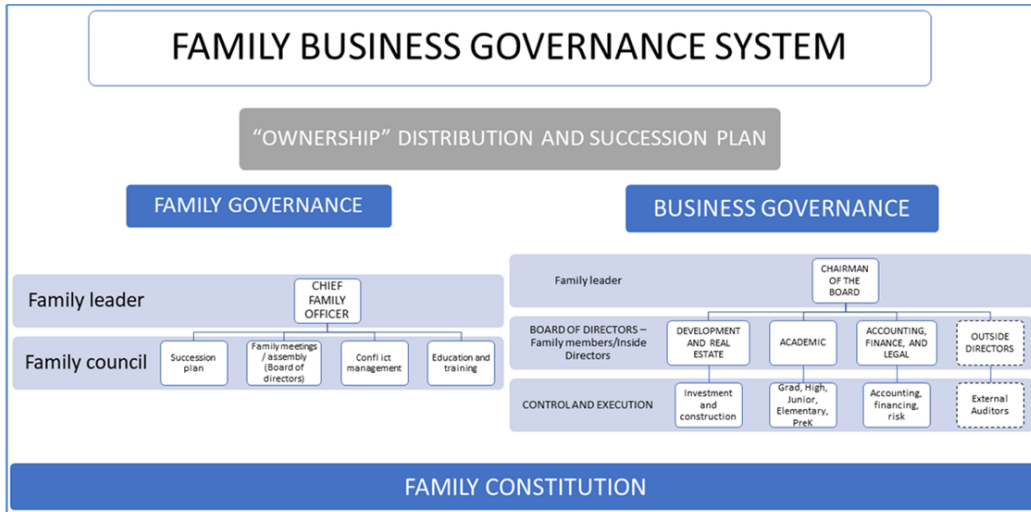 FAMILY BUSINESS GOVERNANCE SYSTEM
“OWNERSHIP” DISTRIBUTION AND SUCCESSION PLAN
FAMILY GOVERNANCE
Family leader
CHIEF
FAMILY
OFFICER
Family council
Succession
plan
Family meetings
/ assembly
(Board of
directors)
Confl ict
management
Education and
training
BUSINESS GOVERNANCE
Family leader
CHAIRMAN
OF THE
BOARD
BOARD OF DIRECTORS –
Family members/Inside
Directors
DEVELOPMENT
AND REAL
ESTATE
ACADEMIC
ACCOUNTING,
FINANCE, AND
LEGAL
OUTSIDE
DIRECTORS
CONTROL AND EXECUTION
Investment
and
construction
Grad, High,
Junior,
Elementary,
PreK
Accounting,
financing,
risk
External
Auditors
FAMILY CONSTITUTION